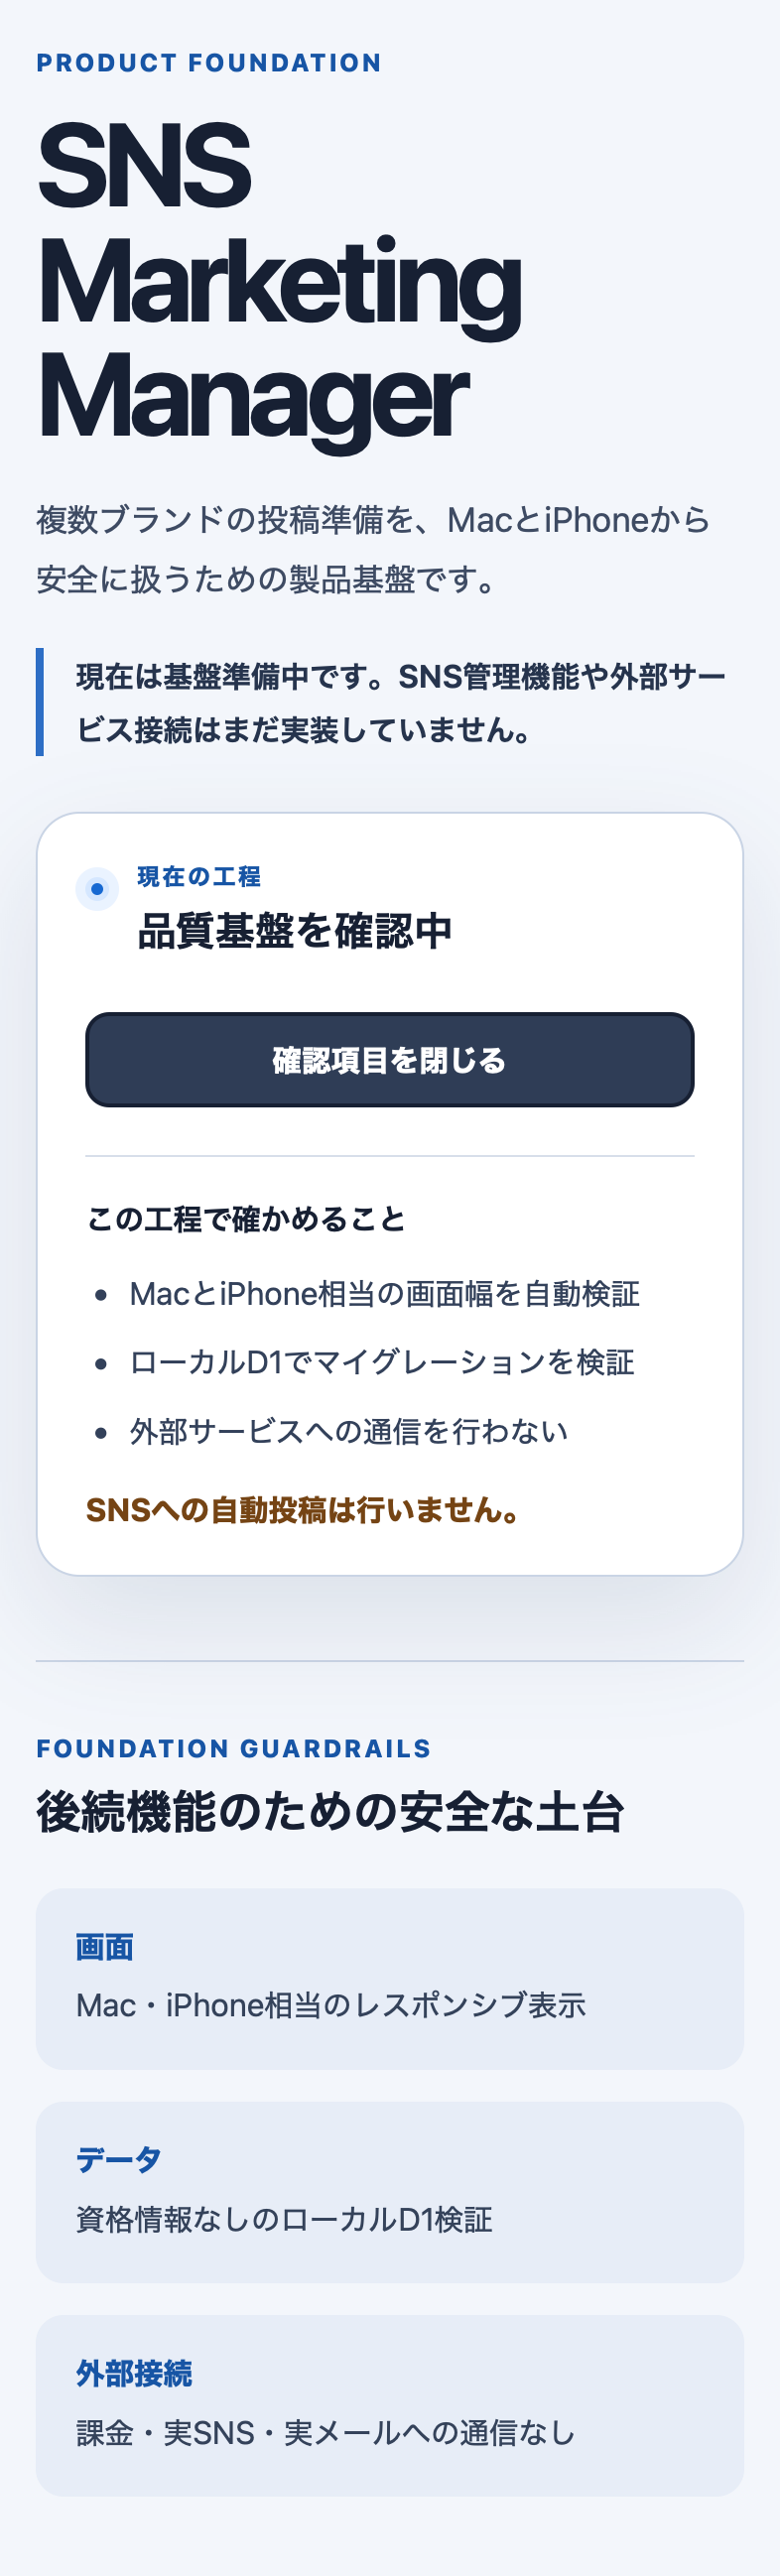 PRODUCT FOUNDATION
SNS
Marketing
Manager
複数ブランドの投稿準備を、MacとiPhoneから
安全に扱うための製品基盤です。
現在は基盤準備中です。SNS管理機能や外部サー
ビス接続はまだ実装していません。
現在の工程
品質基盤を確認中
確認項目を閉じる
この工程で確かめること
• MacとiPhone相当の画面幅を自動検証
• ローカルD1でマイグレーションを検証
• 外部サービスへの通信を行わない
SNSへの自動投稿は行いません。
FOUNDATION GUARDRAILS
後続機能のための安全な土台
画面
Mac・iPhone相当のレスポンシブ表示
データ
資格情報なしのローカルD1検証
外部接続
課金・実SNS・実メールへの通信なし